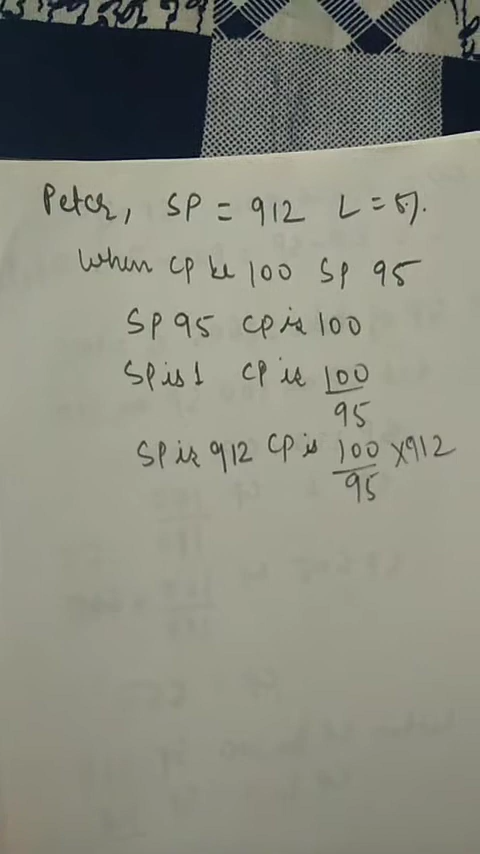 Peter, SP = 912 L = 5%.
When CP be 100 SP 95
SP 95 CP is 100
SP is 1 CP is 100/95
SP is 912 CP is 100/95 × 912